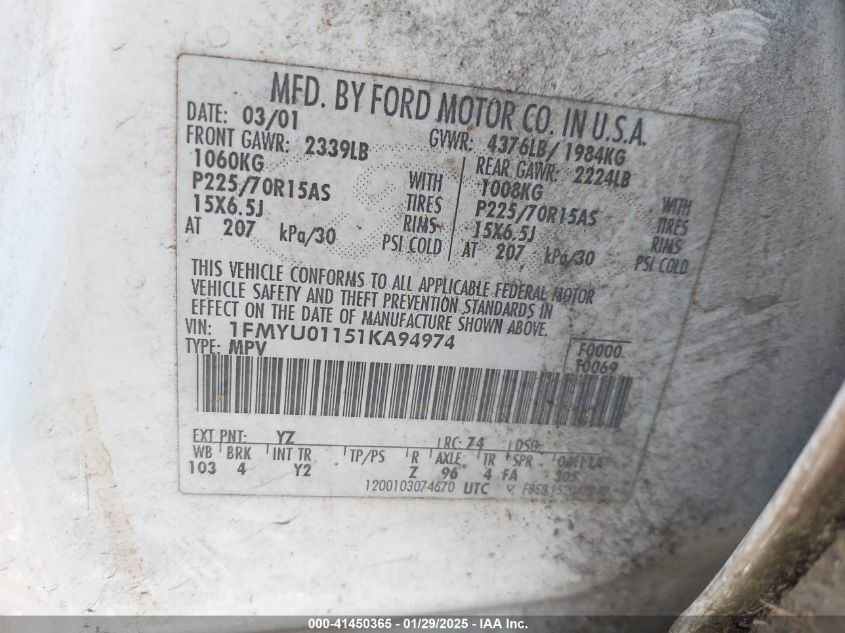 MFD. BY FORD MOTOR CO. IN U.S.A.
DATE: 03/01 GVWR: 4376LB/ 1984KG
FRONT GAWR: 2339LB REAR GAWR: 2224LB
1060KG WITH 1008KG WITH
P225/70R15AS TIRES P225/70R15AS TIRES
15X6.5J RIMS 15X6.5J RIMS
AT 207 kPa/30 PSI COLD AT 207 kPa/30 PSI COLD
THIS VEHICLE CONFORMS TO ALL APPLICABLE FEDERAL MOTOR
VEHICLE SAFETY AND THEFT PREVENTION STANDARDS IN
EFFECT ON THE DATE OF MANUFACTURE SHOWN ABOVE.
VIN: 1FMYU01151KA94974
TYPE: MPV
F0000
T0069
EXT PNT: YZ RC: 74 DSO:
WB BRK INT TR TP/PS R AXLE TR SPR
103 4 Y2 Z 96 4 FA 305
1200103074670 UTC
000-41450365 - 01/29/2025 - IAA Inc.